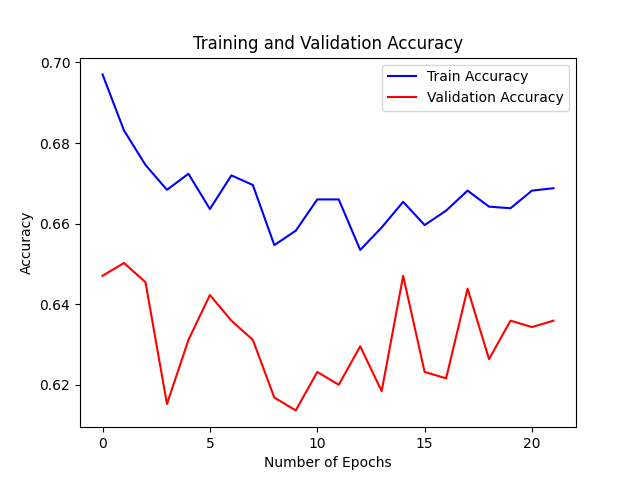 Training and Validation Accuracy
Train Accuracy
Validation Accuracy
0.70
0.68
0.66
0.64
0.62
Accuracy
0
5
10
15
20
Number of Epochs